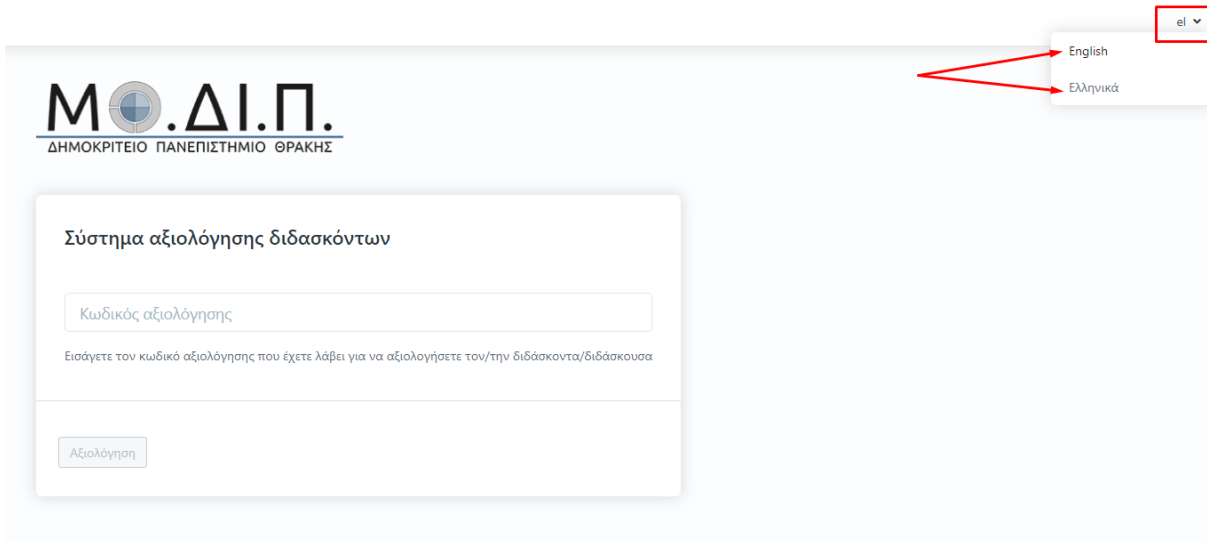 el
English
Ελληνικά
ΜΟ.ΔΙ.Π.
ΔΗΜΟΚΡΙΤΕΙΟ ΠΑΝΕΠΙΣΤΗΜΙΟ ΘΡΑΚΗΣ
Σύστημα αξιολόγησης διδασκόντων
Κωδικός αξιολόγησης
Εισάγετε τον κωδικό αξιολόγησης που έχετε λάβει για να αξιολογήσετε τον/την διδάσκοντα/διδάσκουσα
Αξιολόγηση